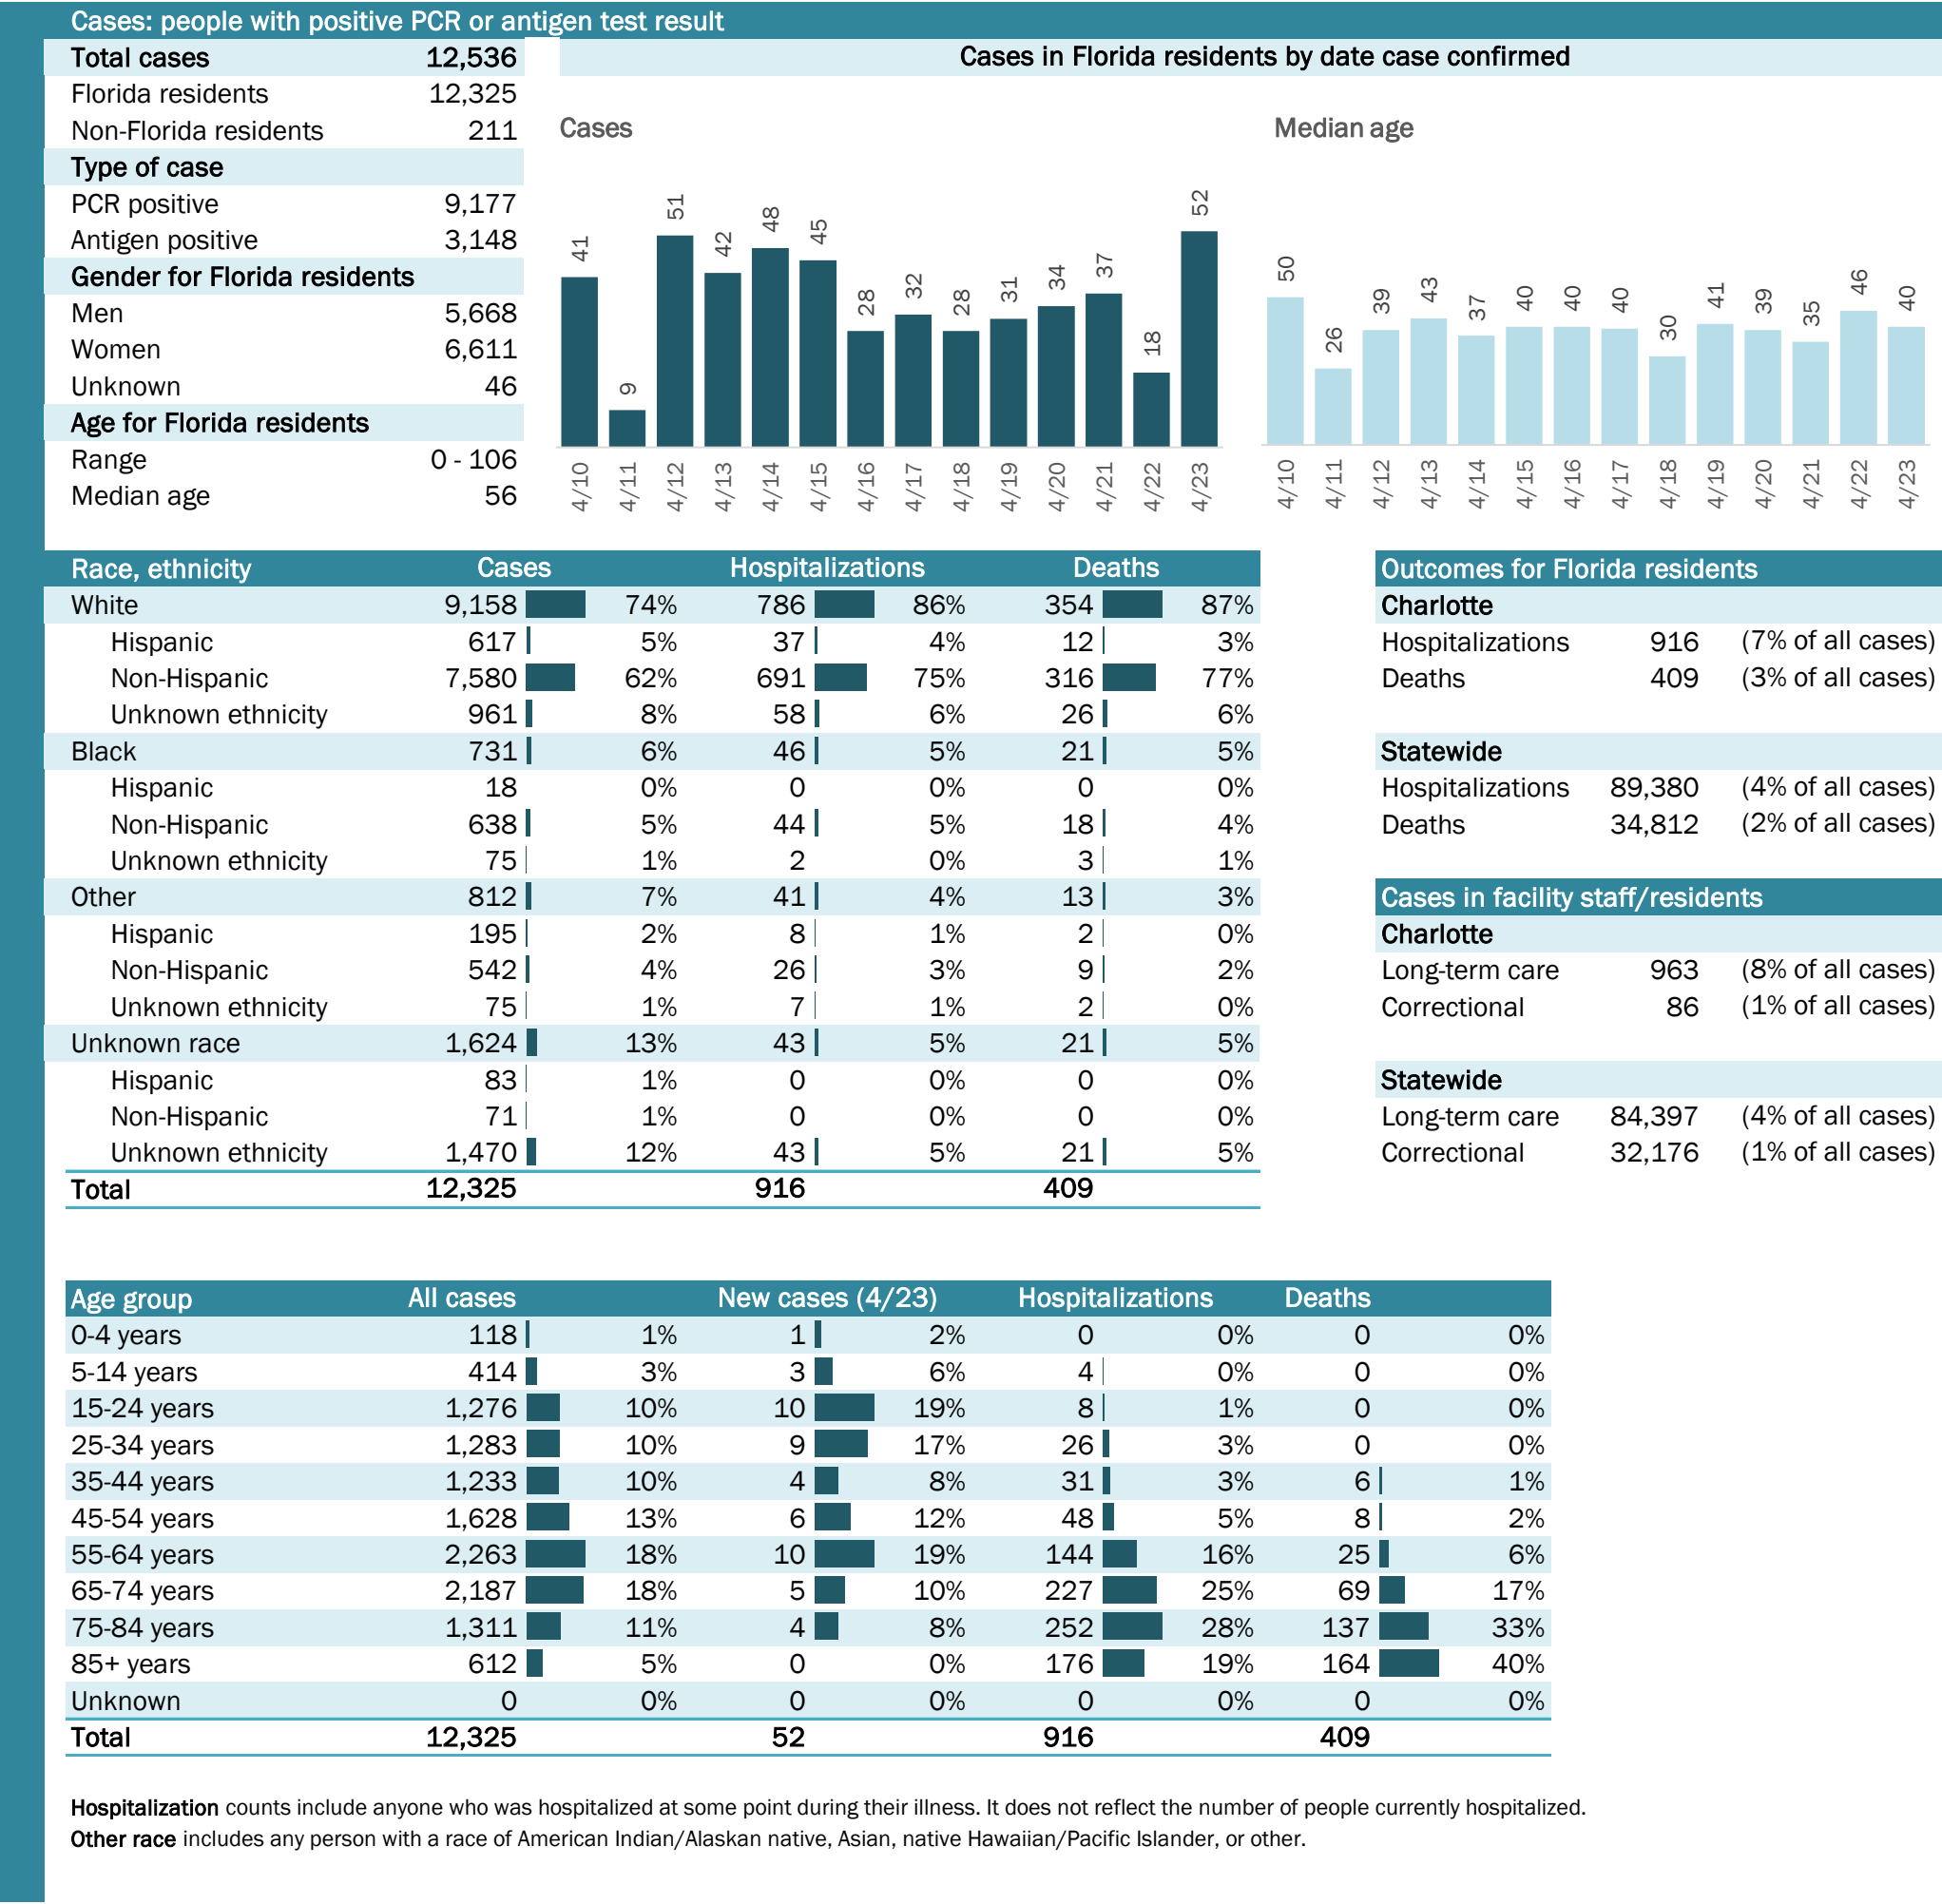 Cases: people with positive PCR or antigen test result
Total cases 12,536
Florida residents 12,325
Non-Florida residents 211
Type of case
PCR positive 9,177
Antigen positive 3,148
Gender for Florida residents
Men 5,668
Women 6,611
Unknown 46
Age for Florida residents
Range 0 - 106
Median age 56
Cases in Florida residents by date case confirmed
Cases
41 9 51 42 48 45 28 32 28 31 34 37 18 52
4/10 4/11 4/12 4/13 4/14 4/15 4/16 4/17 4/18 4/19 4/20 4/21 4/22 4/23
Median age
50 26 39 43 37 40 40 40 30 41 39 35 46 40
4/10 4/11 4/12 4/13 4/14 4/15 4/16 4/17 4/18 4/19 4/20 4/21 4/22 4/23
Race, ethnicity Cases Hospitalizations Deaths
White 9,158 74% 786 86% 354 87%
Hispanic 617 5% 37 4% 12 3%
Non-Hispanic 7,580 62% 691 75% 316 77%
Unknown ethnicity 961 8% 58 6% 26 6%
Black 731 6% 46 5% 21 5%
Hispanic 18 0% 0 0% 0 0%
Non-Hispanic 638 5% 44 5% 18 4%
Unknown ethnicity 75 1% 2 0% 3 1%
Other 812 7% 41 4% 13 3%
Hispanic 195 2% 8 1% 2 0%
Non-Hispanic 542 4% 26 3% 9 2%
Unknown ethnicity 75 1% 7 1% 2 0%
Unknown race 1,624 13% 43 5% 21 5%
Hispanic 83 1% 0 0% 0 0%
Non-Hispanic 71 1% 0 0% 0 0%
Unknown ethnicity 1,470 12% 43 5% 21 5%
Total 12,325 916 409
Outcomes for Florida residents
Charlotte
Hospitalizations 916 (7% of all cases)
Deaths 409 (3% of all cases)
Statewide
Hospitalizations 89,380 (4% of all cases)
Deaths 34,812 (2% of all cases)
Cases in facility staff/residents
Charlotte
Long-term care 963 (8% of all cases)
Correctional 86 (1% of all cases)
Statewide
Long-term care 84,397 (4% of all cases)
Correctional 32,176 (1% of all cases)
Age group All cases New cases (4/23) Hospitalizations Deaths
0-4 years 118 1% 1 2% 0 0% 0 0%
5-14 years 414 3% 3 6% 4 0% 0 0%
15-24 years 1,276 10% 10 19% 8 1% 0 0%
25-34 years 1,283 10% 9 17% 26 3% 0 0%
35-44 years 1,233 10% 4 8% 31 3% 6 1%
45-54 years 1,628 13% 6 12% 48 5% 8 2%
55-64 years 2,263 18% 10 19% 144 16% 25 6%
65-74 years 2,187 18% 5 10% 227 25% 69 17%
75-84 years 1,311 11% 4 8% 252 28% 137 33%
85+ years 612 5% 0 0% 176 19% 164 40%
Unknown 0 0% 0 0% 0 0% 0 0%
Total 12,325 52 916 409
Hospitalization counts include anyone who was hospitalized at some point during their illness. It does not reflect the number of people currently hospitalized.
Other race includes any person with a race of American Indian/Alaskan native, Asian, native Hawaiian/Pacific Islander, or other.